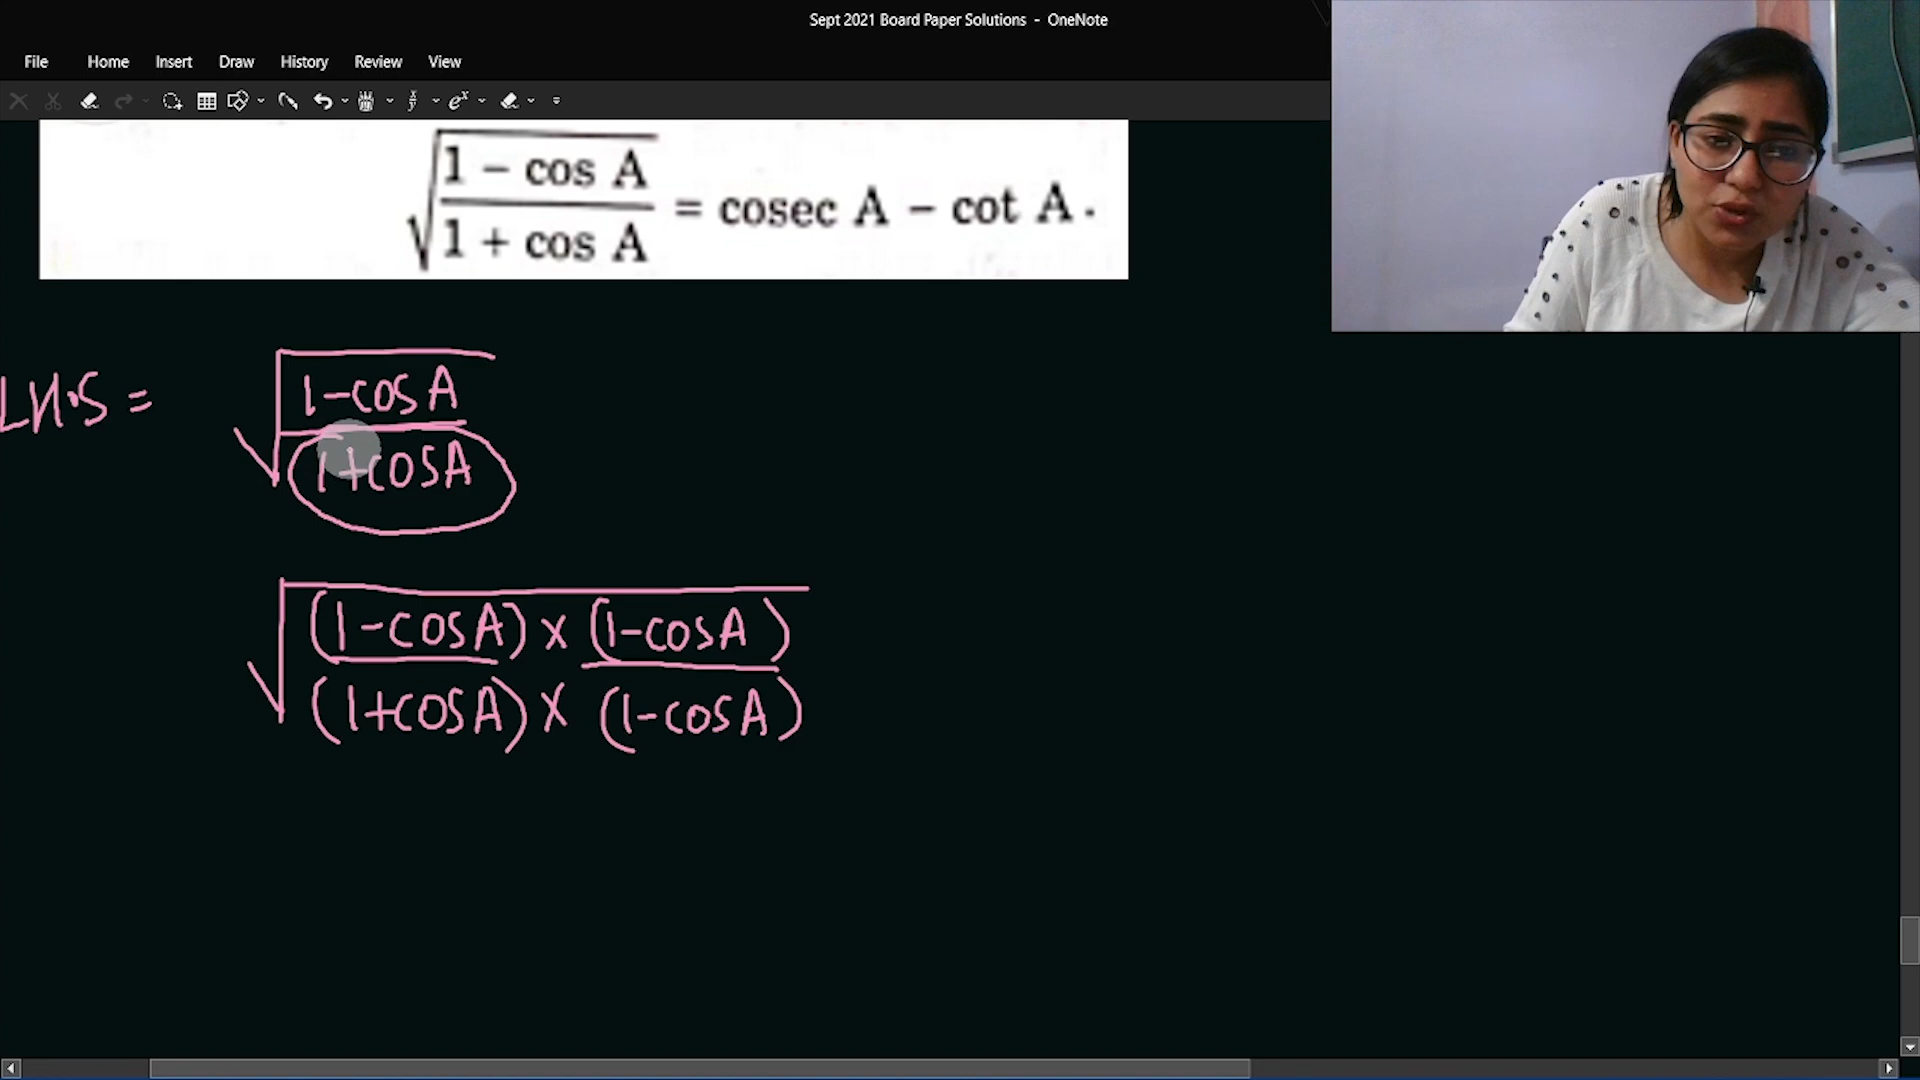 Sept 2021 Board Paper Solutions - OneNote
File Home Insert Draw History Review View
√((1 − cos A)/(1 + cos A)) = cosec A − cot A.
LH·S = √((1-cosA)/(1+cosA))
√(((1-cosA) x (1-cosA))/((1+cosA) x (1-cosA)))